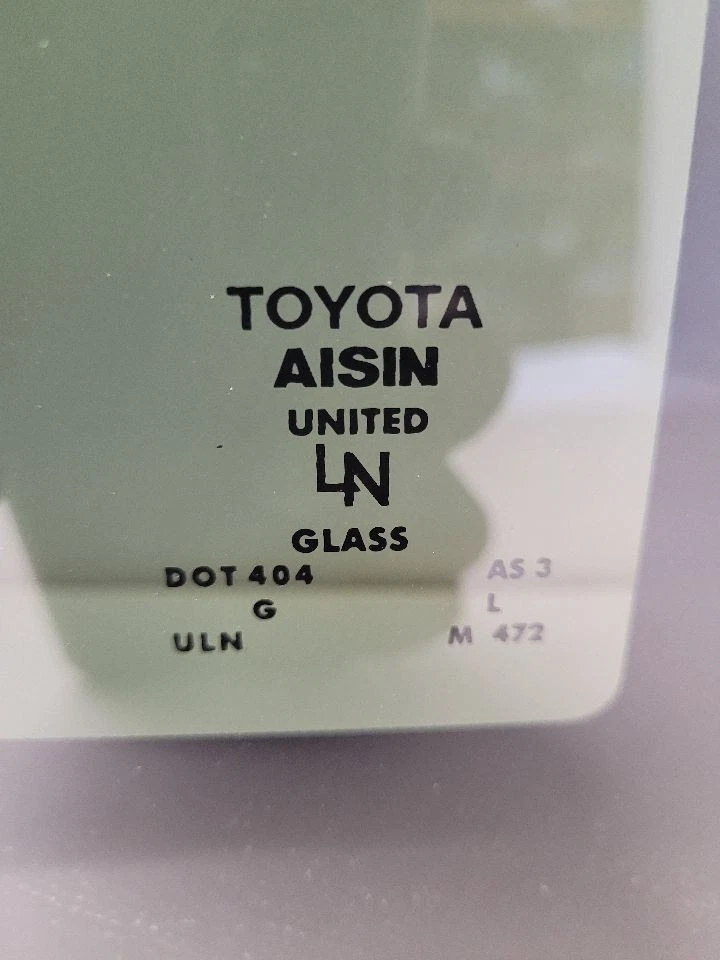 TOYOTA
AISIN
UNITED
LN
GLASS
DOT 404 AS 3
G L
ULN M 472